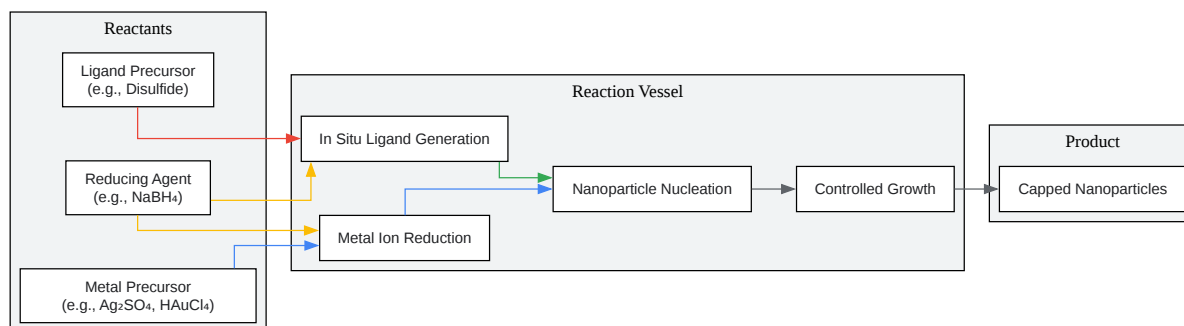 Reactants
Ligand Precursor
(e.g., Disulfide)
Reducing Agent
(e.g., NaBH₄)
Metal Precursor
(e.g., Ag₂SO₄, HAuCl₄)
Reaction Vessel
In Situ Ligand Generation
Metal Ion Reduction
Nanoparticle Nucleation
Controlled Growth
Product
Capped Nanoparticles